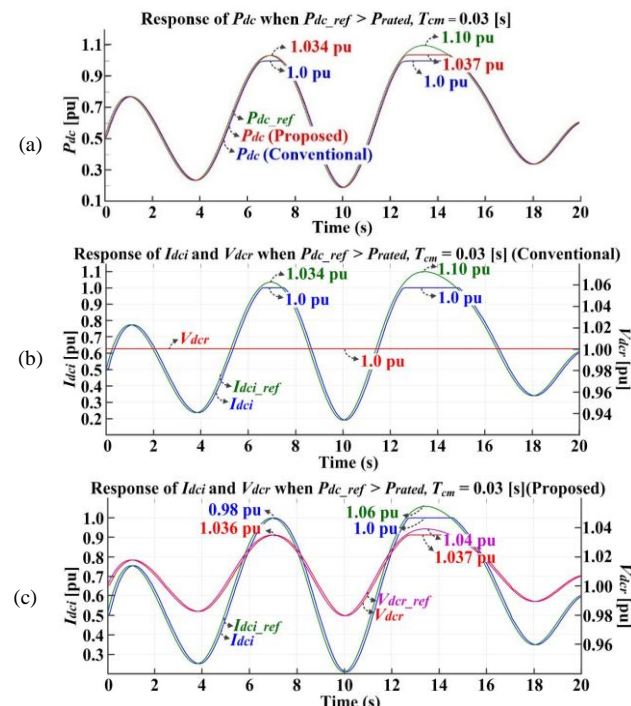 (a)
Response of Pdc when Pdc_ref > Prated, Tcm = 0.03 [s]
1.034 pu
1.10 pu
1.0 pu
1.037 pu
1.0 pu
Pdc_ref
Pdc (Proposed)
Pdc (Conventional)
Pdc [pu]
1.1
0.9
0.7
0.5
0.3
0.1
0 2 4 6 8 10 12 14 16 18 20
Time (s)
(b)
Response of Idci and Vdcr when Pdc_ref > Prated, Tcm = 0.03 [s] (Conventional)
1.034 pu
1.10 pu
1.0 pu
1.0 pu
Vdcr
1.0 pu
Idci_ref
Idci
Idci [pu]
1.1
1.0
0.9
0.8
0.7
0.6
0.5
0.4
0.3
0.2
Vdcr [pu]
1.06
1.04
1.02
1.00
0.98
0.96
0.94
0 2 4 6 8 10 12 14 16 18 20
Time (s)
(c)
Response of Idci and Vdcr when Pdc_ref > Prated, Tcm = 0.03 [s](Proposed)
0.98 pu
1.036 pu
1.06 pu
1.0 pu
1.04 pu
1.037 pu
Vdcr_ref
Vdcr
Idci_ref
Idci
Idci [pu]
1.0
0.9
0.8
0.7
0.6
0.5
0.4
0.3
Vdcr [pu]
1.04
1.02
1.00
0.98
0.96
0 2 4 6 8 10 12 14 16 18 20
Time (s)